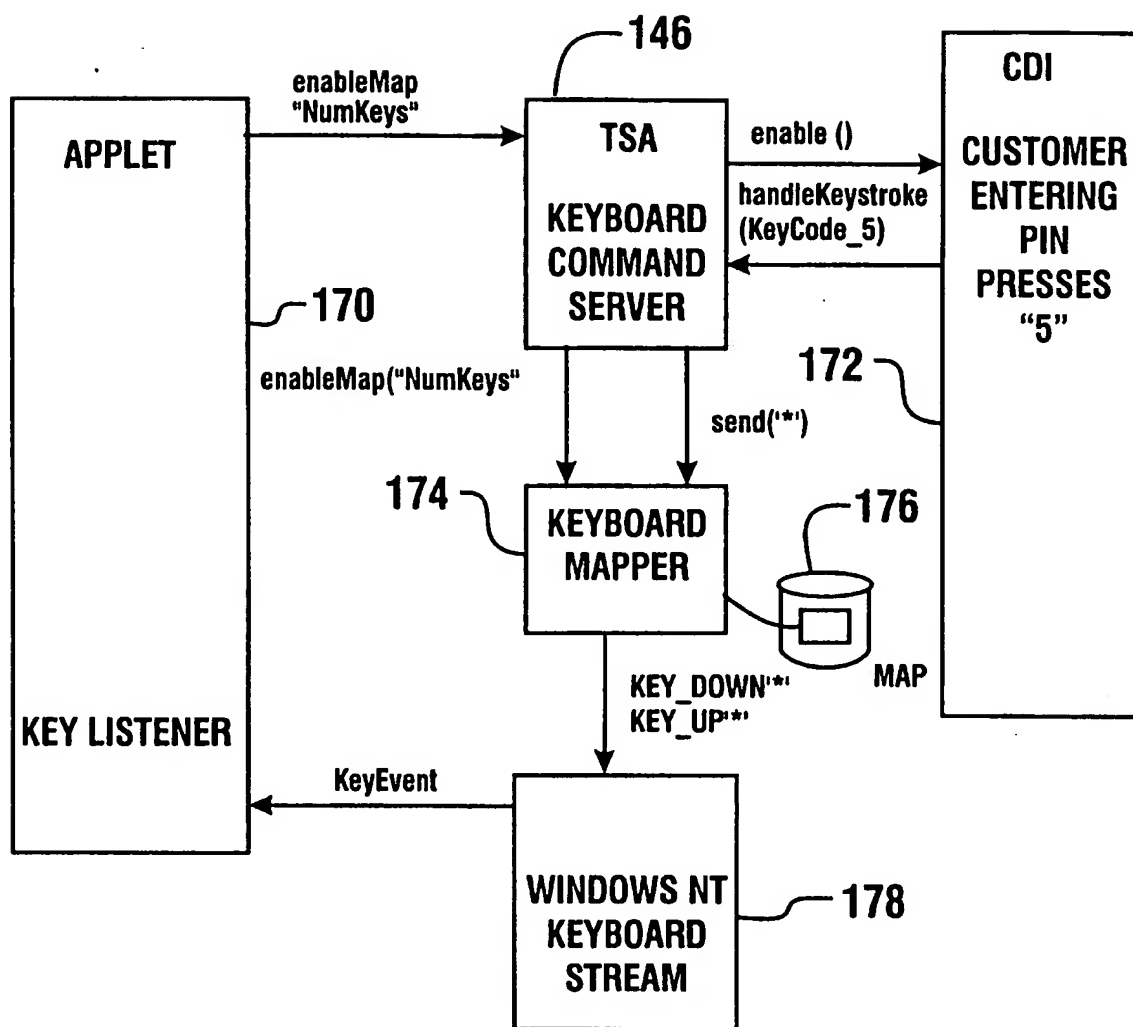 146
enableMap
"NumKeys"
APPLET
TSA
KEYBOARD
COMMAND
SERVER
enable ()
handleKeystroke
(KeyCode_5)
CDI
CUSTOMER
ENTERING
PIN
PRESSES
"5"
170
172
enableMap("NumKeys"
send('*')
174
KEYBOARD
MAPPER
176
MAP
KEY_DOWN'*'
KEY_UP'*'
KEY LISTENER
KeyEvent
WINDOWS NT
KEYBOARD
STREAM
178